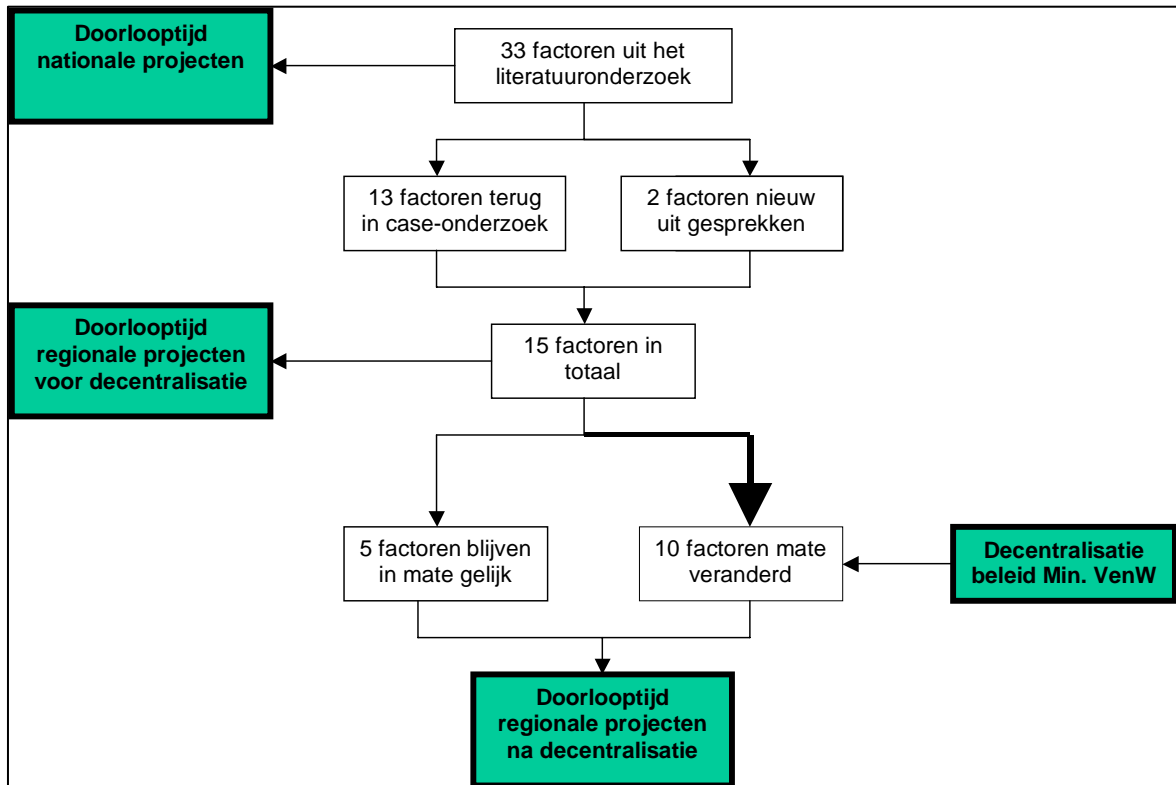 Doorlooptijd
nationale projecten
33 factoren uit het
literatuuronderzoek
13 factoren terug
in case-onderzoek
2 factoren nieuw
uit gesprekken
Doorlooptijd
regionale projecten
voor decentralisatie
15 factoren in
totaal
5 factoren blijven
in mate gelijk
10 factoren mate
veranderd
Decentralisatie
beleid Min. VenW
Doorlooptijd
regionale projecten
na decentralisatie